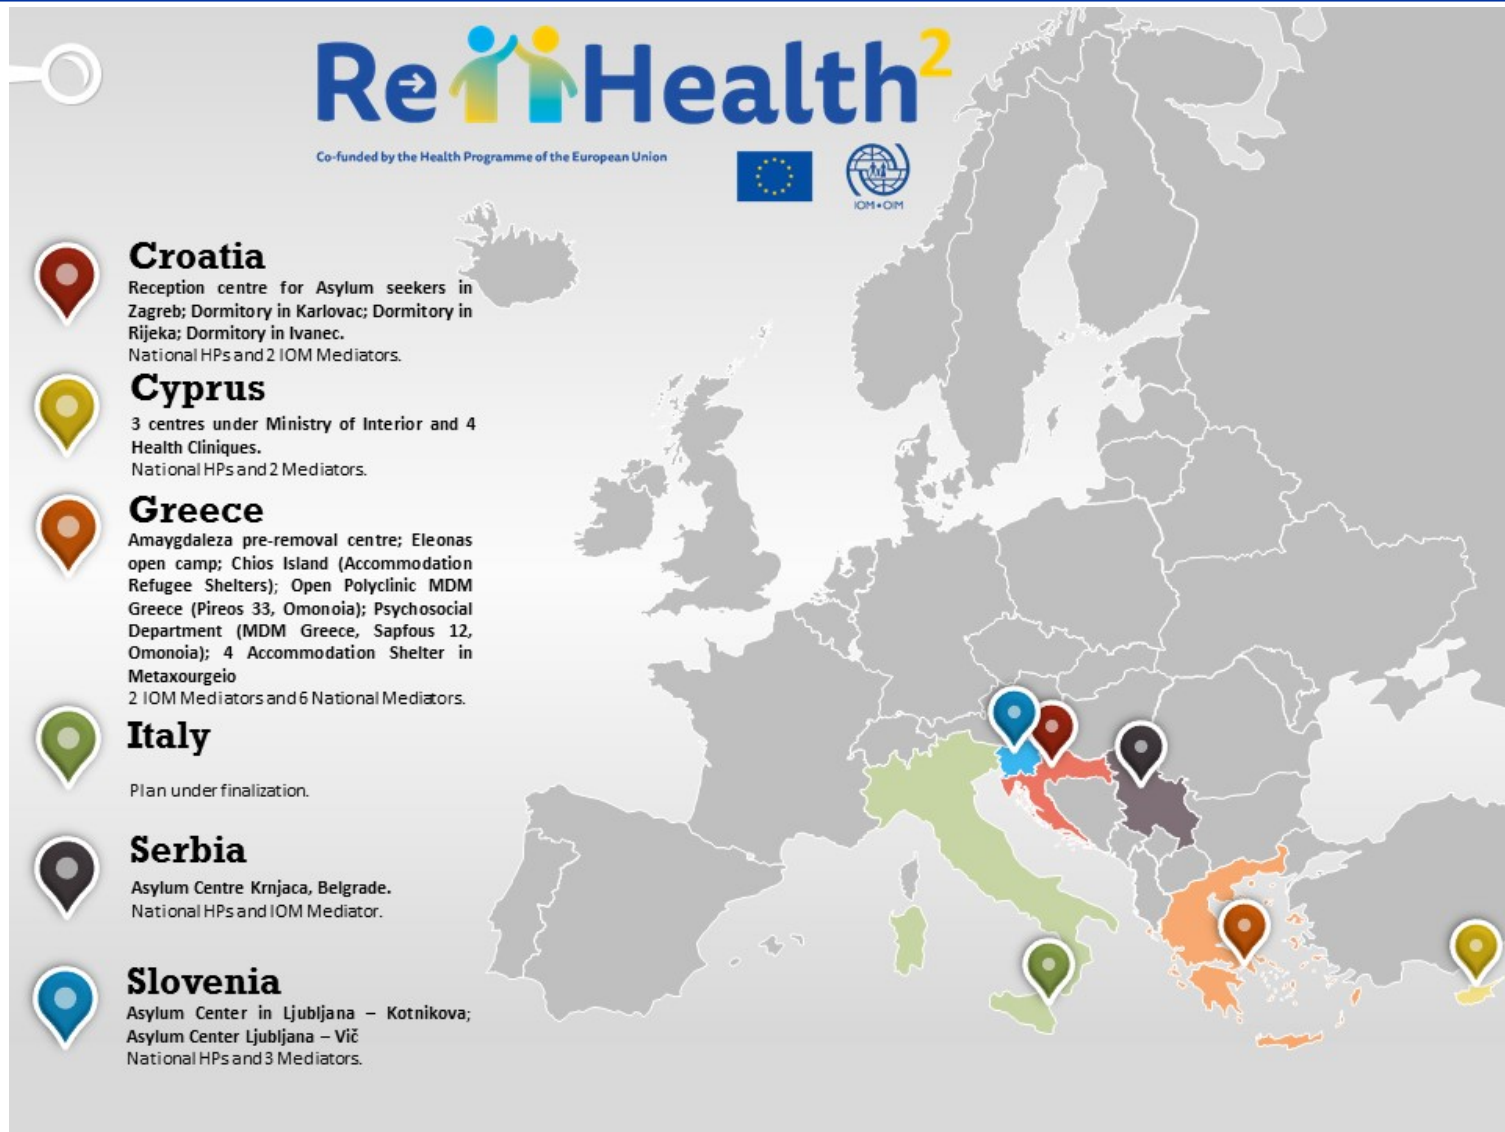 Re Health²
Co-funded by the Health Programme of the European Union
IOM • OIM
Croatia
Reception centre for Asylum seekers in
Zagreb; Dormitory in Karlovac; Dormitory in
Rijeka; Dormitory in Ivanec.
National HPs and 2 IOM Mediators.
Cyprus
3 centres under Ministry of Interior and 4
Health Cliniques.
National HPs and 2 Mediators.
Greece
Amaygdaleza pre-removal centre; Eleonas
open camp; Chios Island (Accommodation
Refugee Shelters); Open Polyclinic MDM
Greece (Pireos 33, Omonoia); Psychosocial
Department (MDM Greece, Sapfous 12,
Omonoia); 4 Accommodation Shelter in
Metaxourgeio
2 IOM Mediators and 6 National Mediators.
Italy
Plan under finalization.
Serbia
Asylum Centre Krnjaca, Belgrade.
National HPs and IOM Mediator.
Slovenia
Asylum Center in Ljubljana – Kotnikova;
Asylum Center Ljubljana – Vič
National HPs and 3 Mediators.